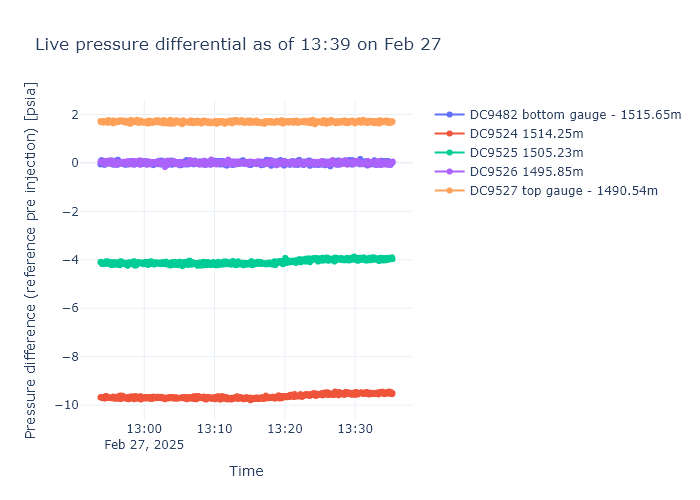 Live pressure differential as of 13:39 on Feb 27
Pressure difference (reference pre injection) [psia]
2
0
−2
−4
−6
−8
−10
13:00
Feb 27, 2025
13:10
13:20
13:30
Time
DC9482 bottom gauge - 1515.65m
DC9524 1514.25m
DC9525 1505.23m
DC9526 1495.85m
DC9527 top gauge - 1490.54m